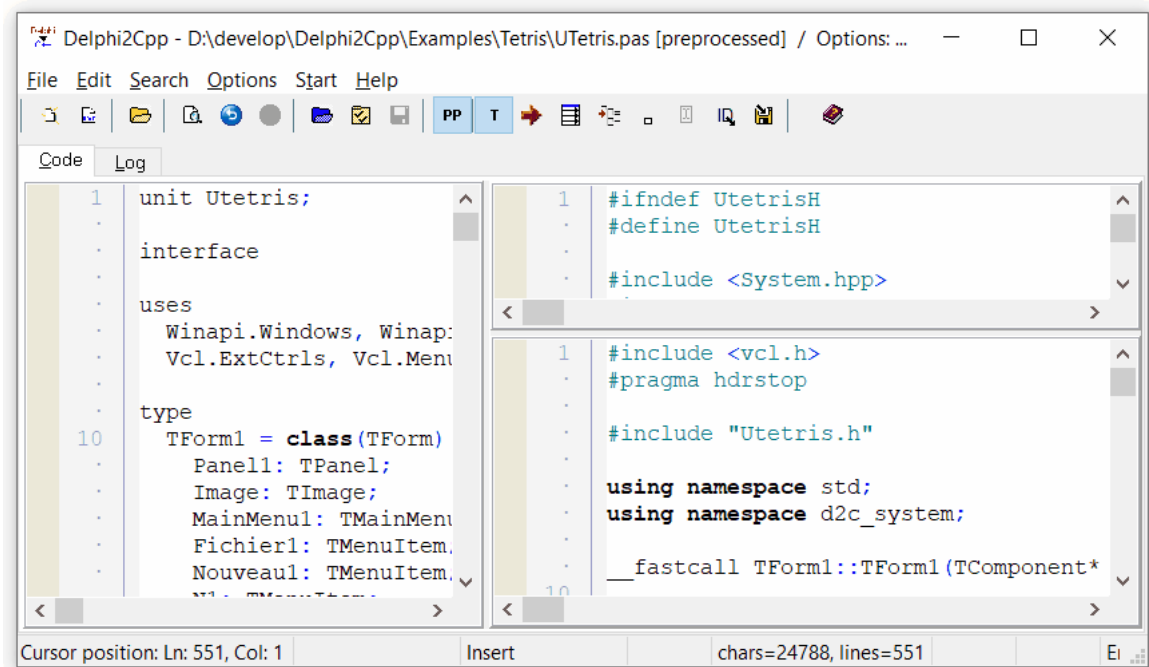 Delphi2Cpp - D:\develop\Delphi2Cpp\Examples\Tetris\UTetris.pas [preprocessed] / Options: ...
File Edit Search Options Start Help
PP T
Code Log
1 unit Utetris;
interface
uses
Winapi.Windows,
Vcl.ExtCtrls,
type
10 TForm1 = class(TForm)
Panel1: TPanel;
Image: TImage;
MainMenu1:
Fichier1: TMenuItem;
Nouveau1: TMenuItem;
1 #ifndef UtetrisH
#define UtetrisH
#include <System.hpp>
1 #include <vcl.h>
#pragma hdrstop
#include "Utetris.h"
using namespace std;
using namespace d2c_system;
__fastcall TForm1::TForm1(TComponent*
10
Cursor position: Ln: 551, Col: 1 Insert chars=24788, lines=551